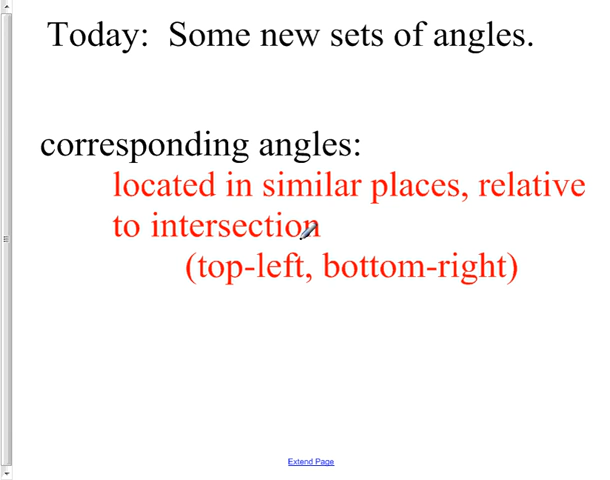 Today:  Some new sets of angles.
corresponding angles:
located in similar places, relative
to intersection
(top-left, bottom-right)
Extend Page